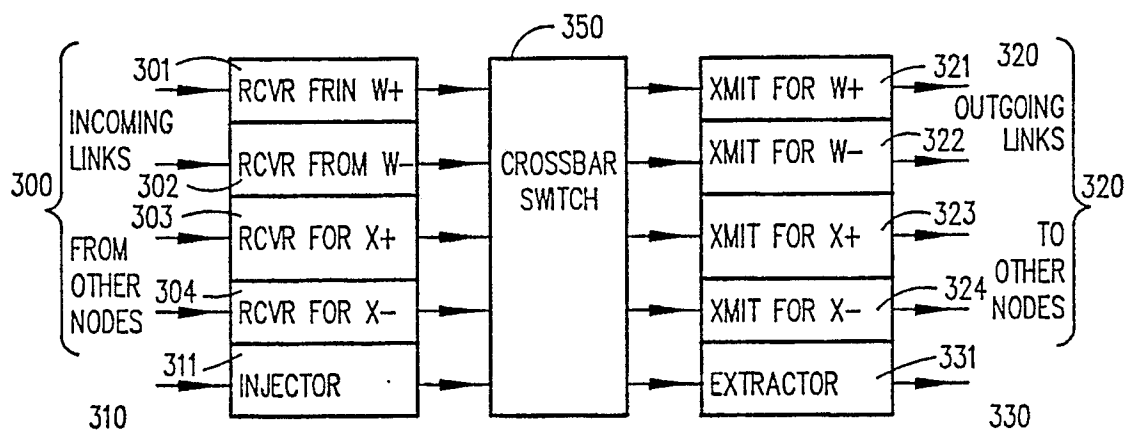 350
300
INCOMING
LINKS
FROM
OTHER
NODES
301
RCVR FRIN W+
302
RCVR FROM W-
303
RCVR FOR X+
304
RCVR FOR X-
311
INJECTOR
310
CROSSBAR
SWITCH
XMIT FOR W+
321
XMIT FOR W-
322
XMIT FOR X+
323
XMIT FOR X-
324
EXTRACTOR
331
330
320
OUTGOING
LINKS
TO
OTHER
NODES
320